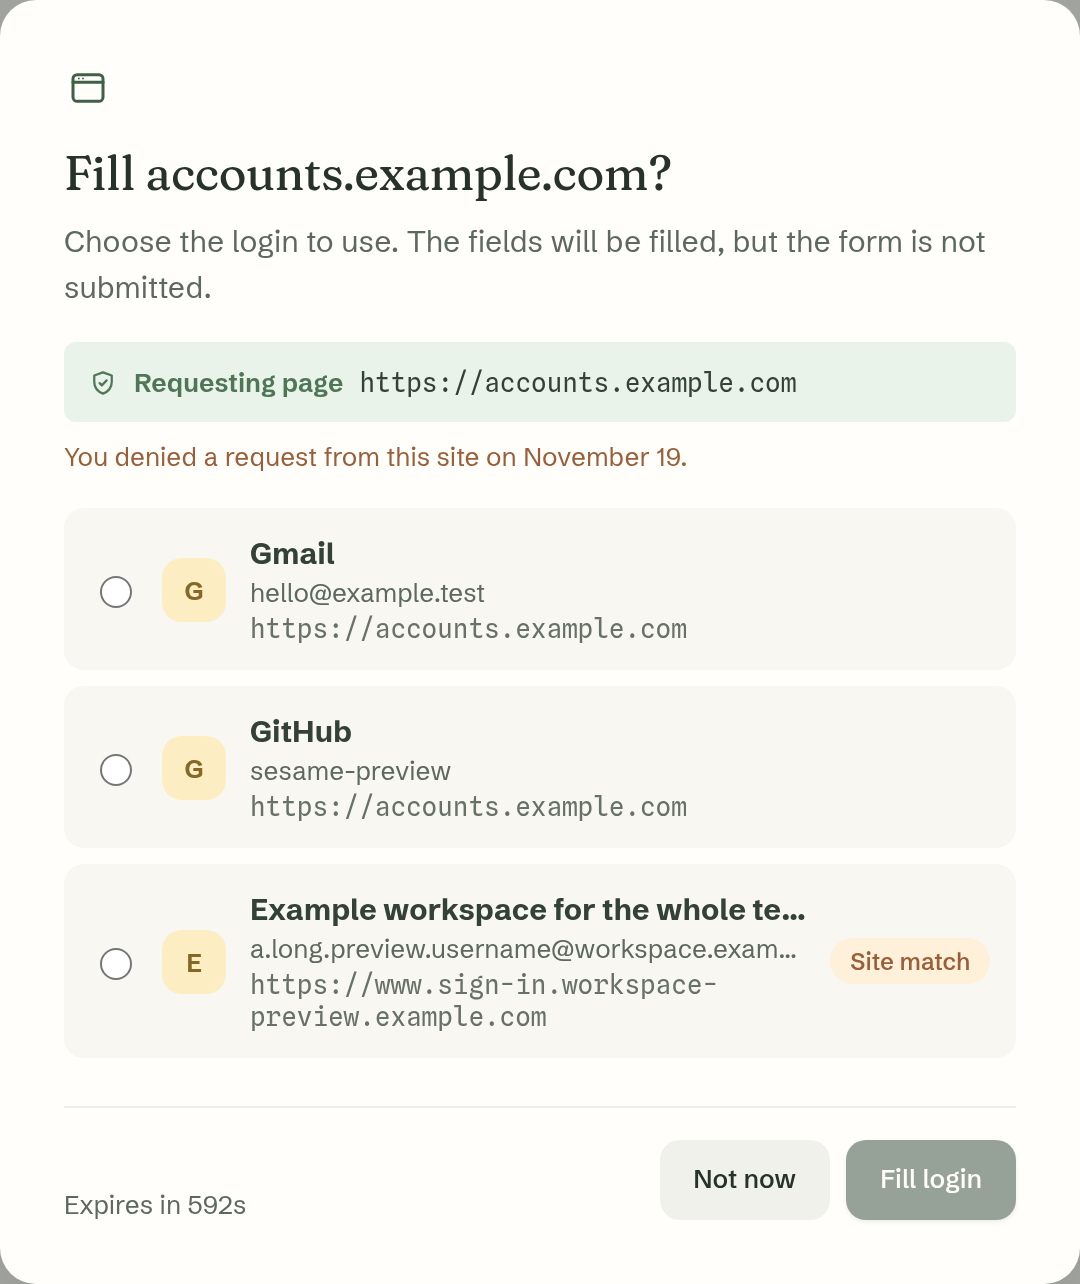 Fill accounts.example.com?
Choose the login to use. The fields will be filled, but the form is not
submitted.
Requesting page https://accounts.example.com
You denied a request from this site on November 19.
G
Gmail
hello@example.test
https://accounts.example.com
G
GitHub
sesame-preview
https://accounts.example.com
E
Example workspace for the whole te...
a.long.preview.username@workspace.exam...
https://www.sign-in.workspace-
preview.example.com
Site match
Expires in 592s
Not now
Fill login